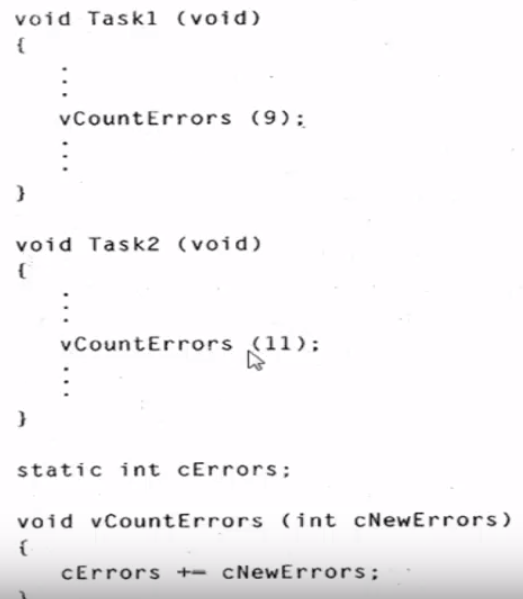 void Task1 (void)
{
⋮
vCountErrors (9);
⋮
}
void Task2 (void)
{
⋮
vCountErrors (11);
⋮
}
static int cErrors;
void vCountErrors (int cNewErrors)
{
cErrors += cNewErrors;
}